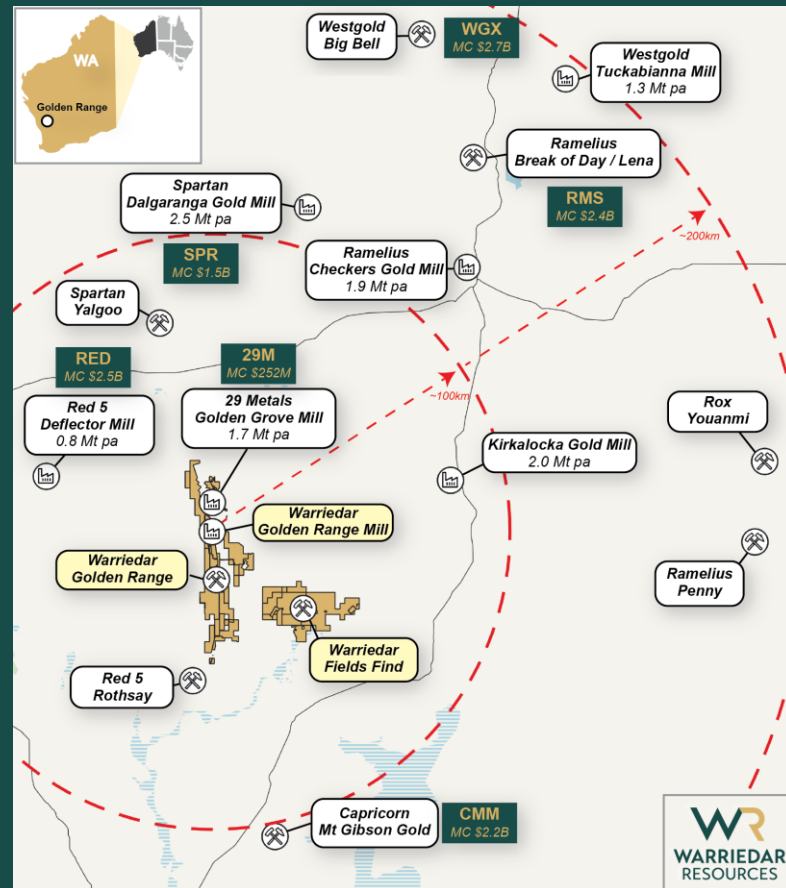 WA
Golden Range
Westgold
Big Bell
WGX
MC $2.7B
Westgold
Tuckabianna Mill
1.3 Mt pa
Ramelius
Break of Day / Lena
RMS
MC $2.4B
~200km
Spartan
Dalgaranga Gold Mill
2.5 Mt pa
SPR
MC $1.5B
Ramelius
Checkers Gold Mill
1.9 Mt pa
Spartan
Yalgoo
RED
MC $2.5B
29M
MC $252M
~100km
Red 5
Deflector Mill
0.8 Mt pa
29 Metals
Golden Grove Mill
1.7 Mt pa
Rox
Youanmi
Kirkalocka Gold Mill
2.0 Mt pa
Warriedar
Golden Range Mill
Warriedar
Golden Range
Ramelius
Penny
Warriedar
Fields Find
Red 5
Rothsay
Capricorn
Mt Gibson Gold
CMM
MC $2.2B
WR
WARRIEDAR
RESOURCES